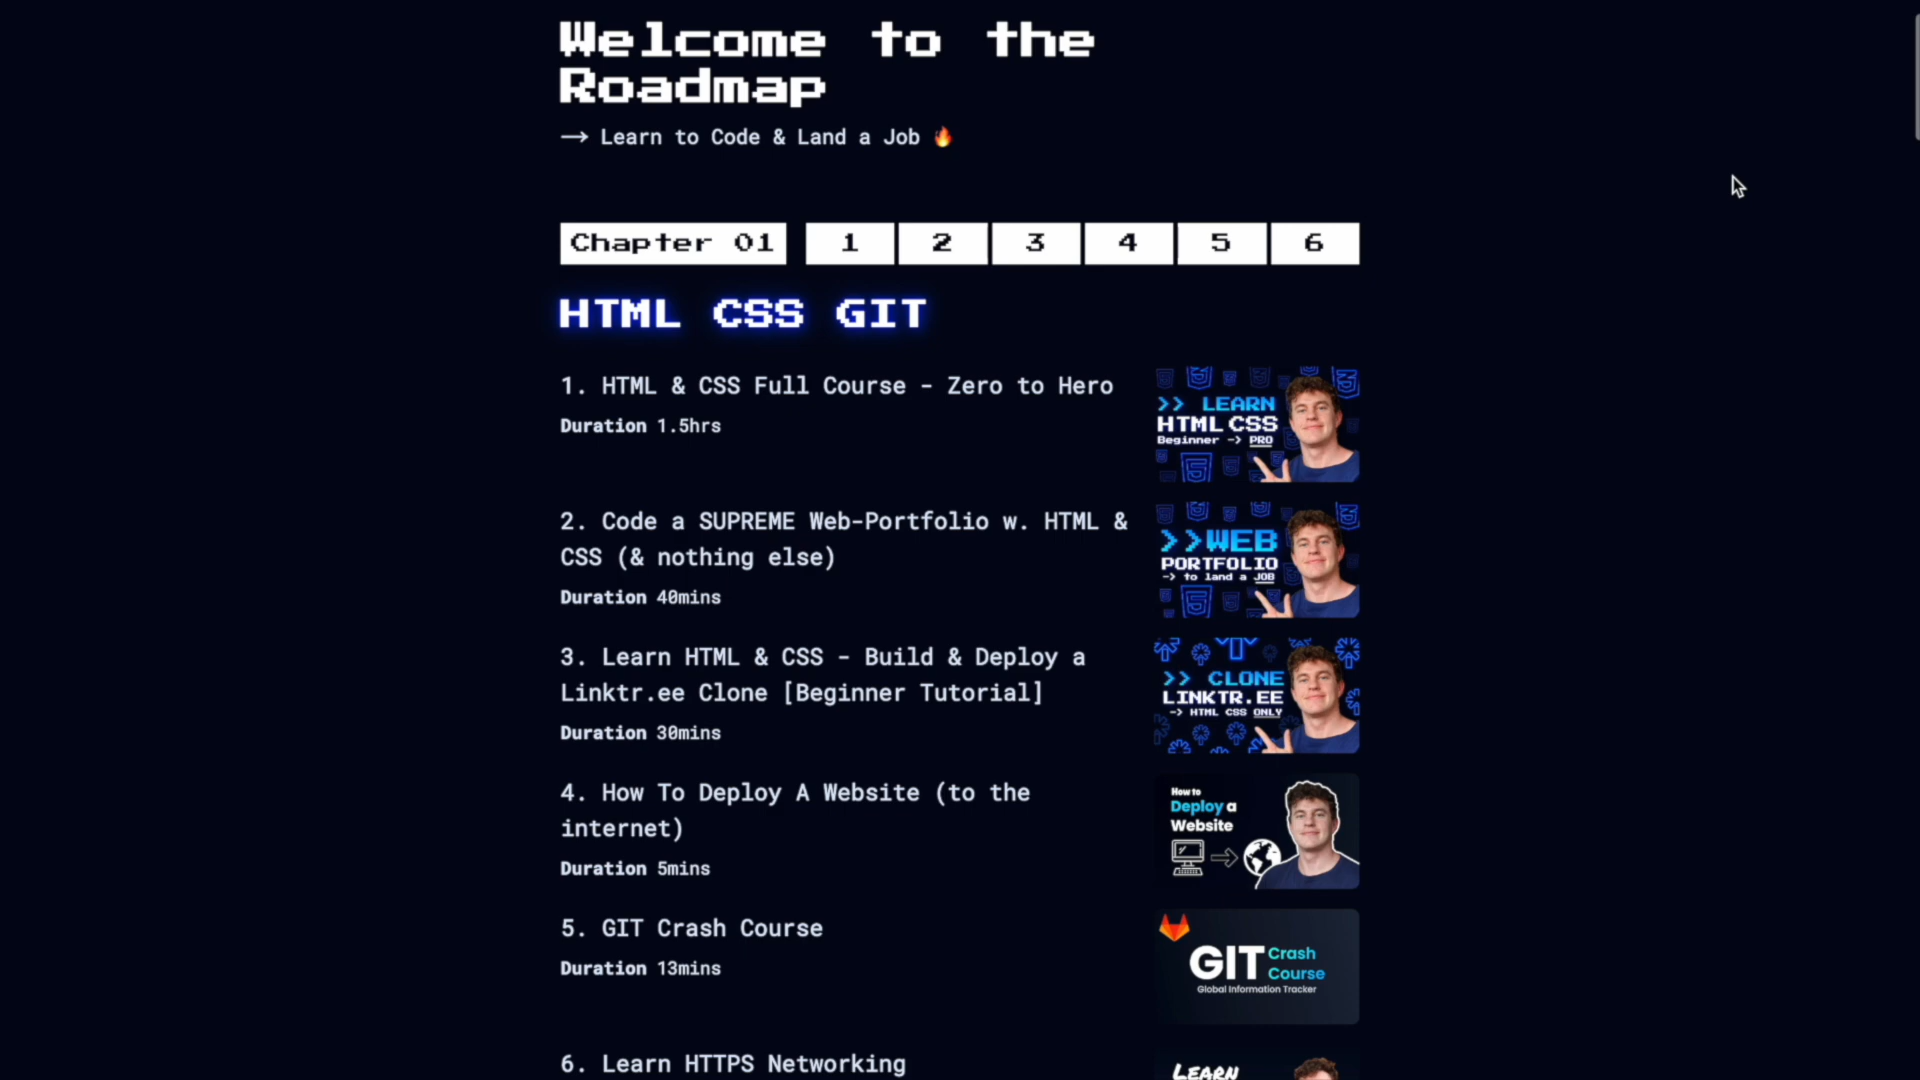 Welcome to the
Roadmap
→ Learn to Code & Land a Job 🔥
Chapter 01 1 2 3 4 5 6
HTML CSS GIT
1. HTML & CSS Full Course - Zero to Hero
Duration 1.5hrs
>> LEARN
HTML CSS
Beginner -> PRO
2. Code a SUPREME Web-Portfolio w. HTML &
CSS (& nothing else)
Duration 40mins
>>WEB
PORTFOLIO
-> to land a JOB
3. Learn HTML & CSS - Build & Deploy a
Linktr.ee Clone [Beginner Tutorial]
Duration 30mins
>> CLONE
LINKTR.EE
-> HTML CSS ONLY
4. How To Deploy A Website (to the
internet)
Duration 5mins
How to
Deploy a
Website
5. GIT Crash Course
Duration 13mins
GIT Crash
Course
Global Information Tracker
6. Learn HTTPS Networking
LEARN